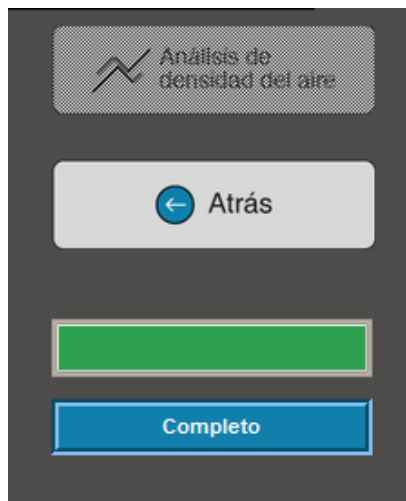 Análisis de
densidad del aire
Atrás
Completo